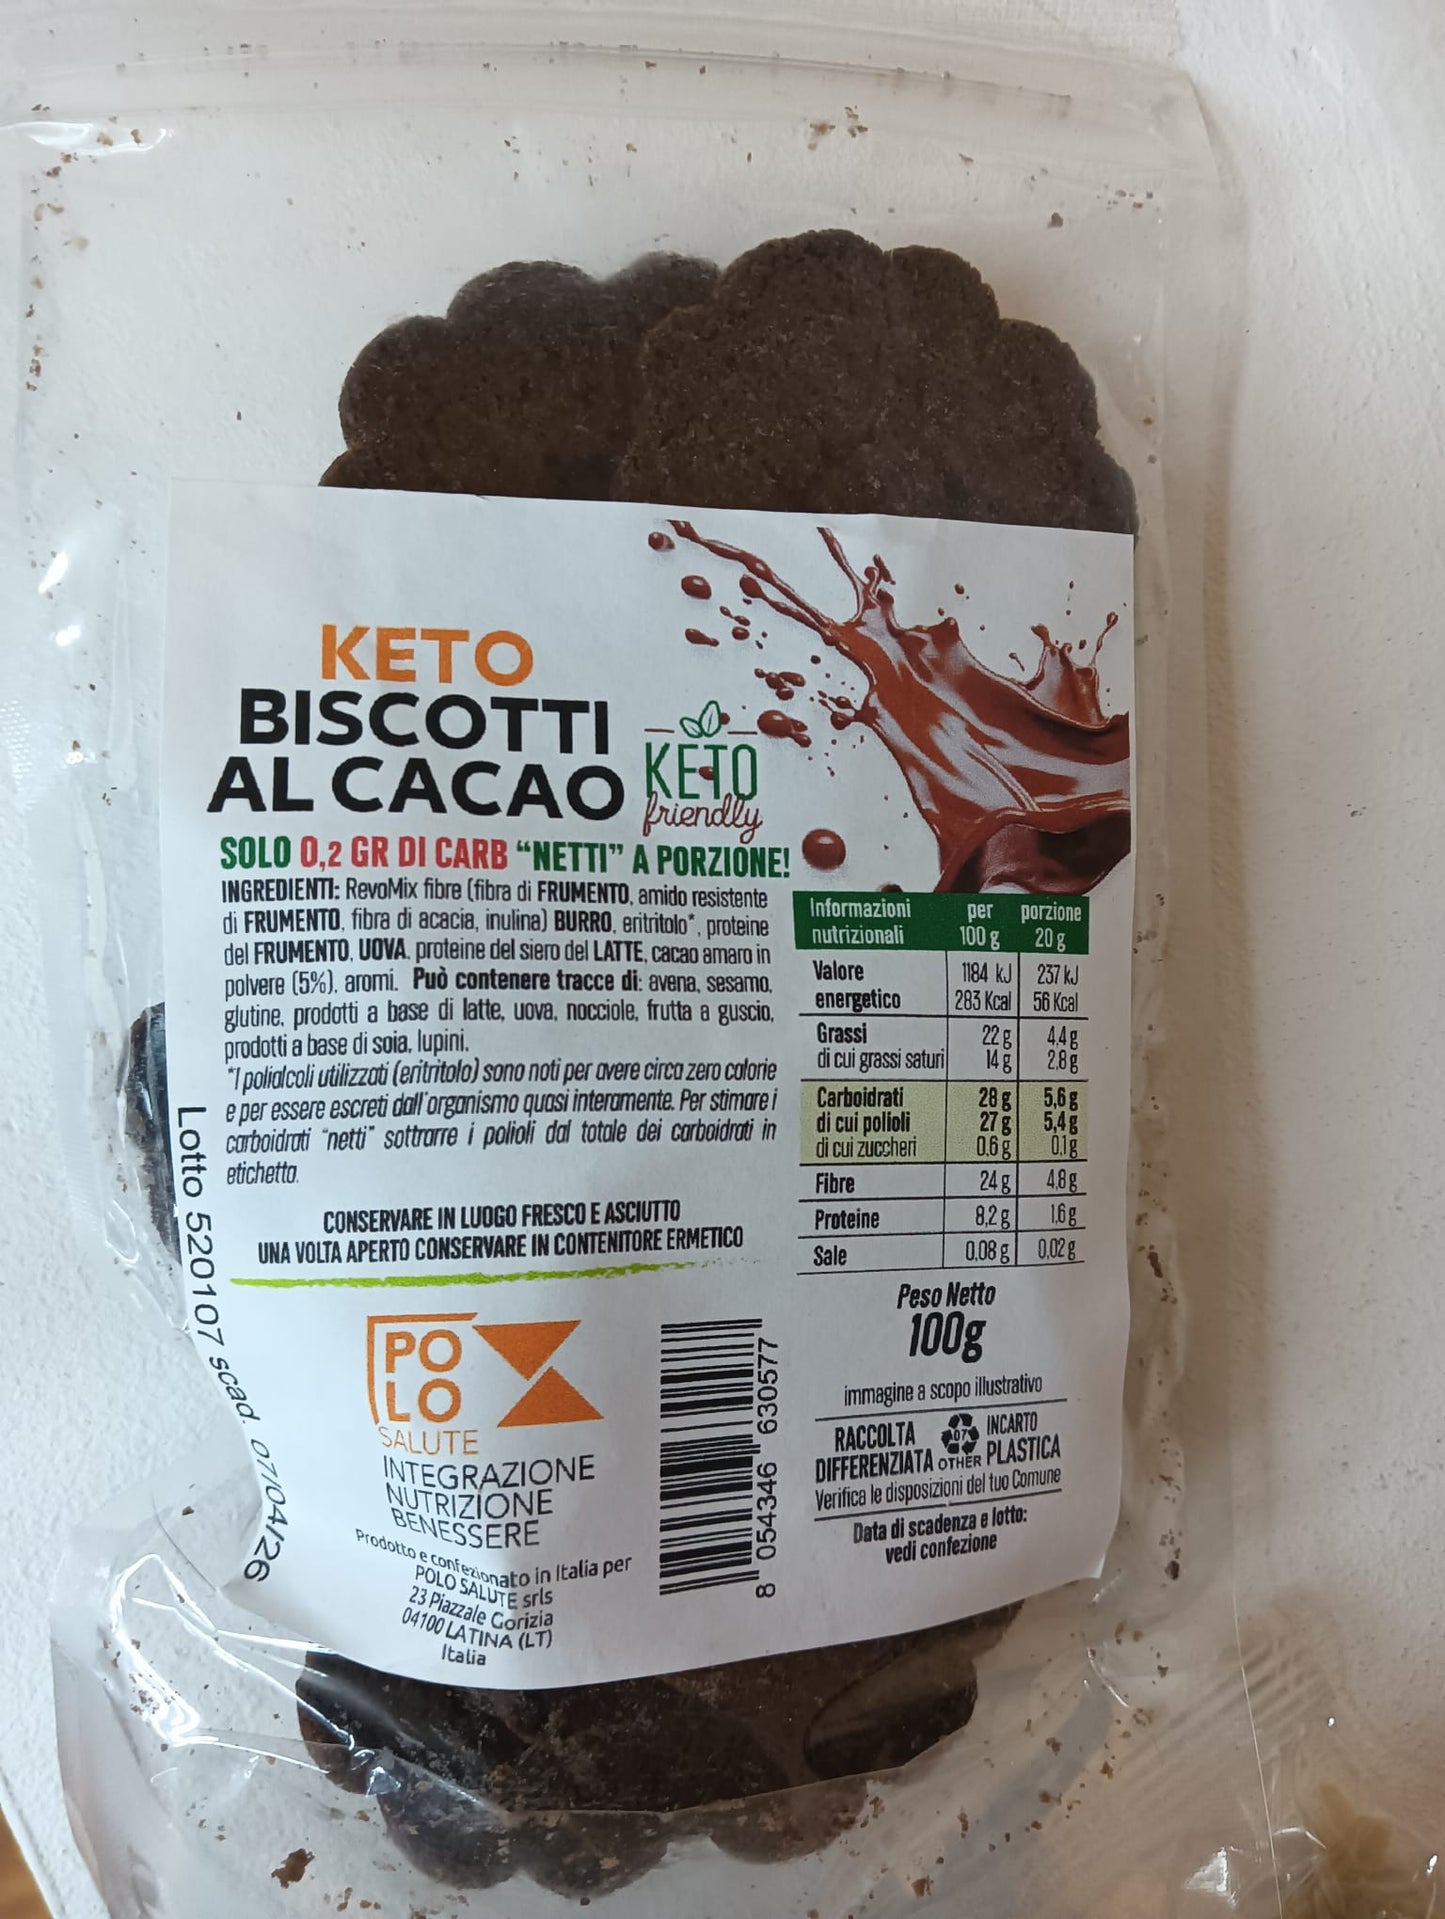 KETO
BISCOTTI
AL CACAO
KETO
friendly
SOLO 0,2 GR DI CARB “NETTI” A PORZIONE!
INGREDIENTI: RevoMix fibre (fibra di FRUMENTO, amido resistente
di FRUMENTO, fibra di acacia, inulina) BURRO, eritritolo*, proteine
del FRUMENTO, UOVA, proteine del siero del LATTE, cacao amaro in
polvere (5%), aromi. Può contenere tracce di: avena, sesamo,
glutine, prodotti a base di latte, uova, nocciole, frutta a guscio,
prodotti a base di soia, lupini.
*I polialcoli utilizzati (eritritolo) sono noti per avere circa zero calorie
e per essere escreti dall'organismo quasi interamente. Per stimare i
carboidrati "netti" sottrarre i polioli dal totale dei carboidrati in
etichetta.
CONSERVARE IN LUOGO FRESCO E ASCIUTTO
UNA VOLTA APERTO CONSERVARE IN CONTENITORE ERMETICO
Informazioni per porzione
nutrizionali 100 g 20 g
Valore 1184 kJ 237 kJ
energetico 283 Kcal 56 Kcal
Grassi 22 g 4,4 g
di cui grassi saturi 14 g 2,8 g
Carboidrati 28 g 5,6 g
di cui polioli 27 g 5,4 g
di cui zuccheri 0.6 g 0,1 g
Fibre 24 g 4,8 g
Proteine 8,2 g 1,6 g
Sale 0,08 g 0,02 g
Peso Netto
100g
immagine a scopo illustrativo
RACCOLTA 07 INCARTO
DIFFERENZIATA OTHER PLASTICA
Verifica le disposizioni del tuo Comune
Data di scadenza e lotto:
vedi confezione
PO
LO
SALUTE
INTEGRAZIONE
NUTRIZIONE
BENESSERE
Prodotto e confezionato in Italia per
POLO SALUTE srls
23 Piazzale Gorizia
04100 LATINA (LT)
Italia
8 054346 630577
Lotto 520107 scad. 07/04/26